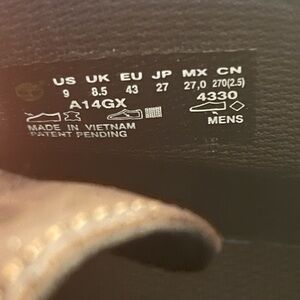 US UK EU JP MX CN
9 8.5 43 27 27,0 270(2.5)
A14GX 4330
MENS
MADE IN VIETNAM
PATENT PENDING